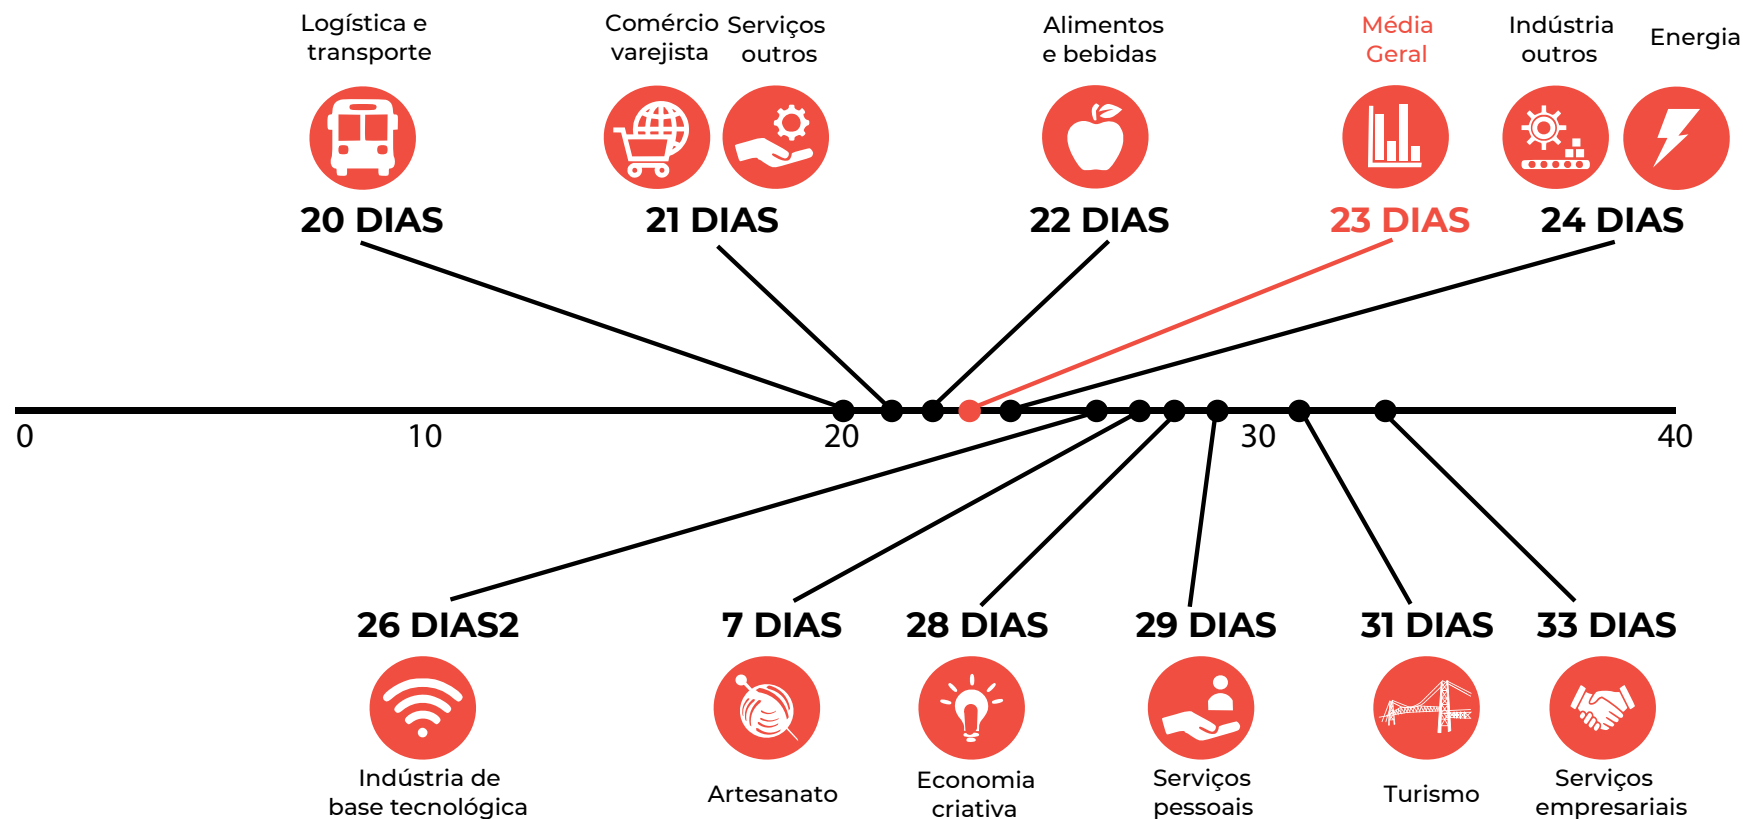 Logística e
transporte
Comércio
varejista
Serviços
outros
Alimentos
e bebidas
Média
Geral
Indústria
outros
Energia
20 DIAS
21 DIAS
22 DIAS
23 DIAS
24 DIAS
0
10
20
30
40
26 DIAS2
7 DIAS
28 DIAS
29 DIAS
31 DIAS
33 DIAS
Indústria de
base tecnológica
Artesanato
Economia
criativa
Serviços
pessoais
Turismo
Serviços
empresariais